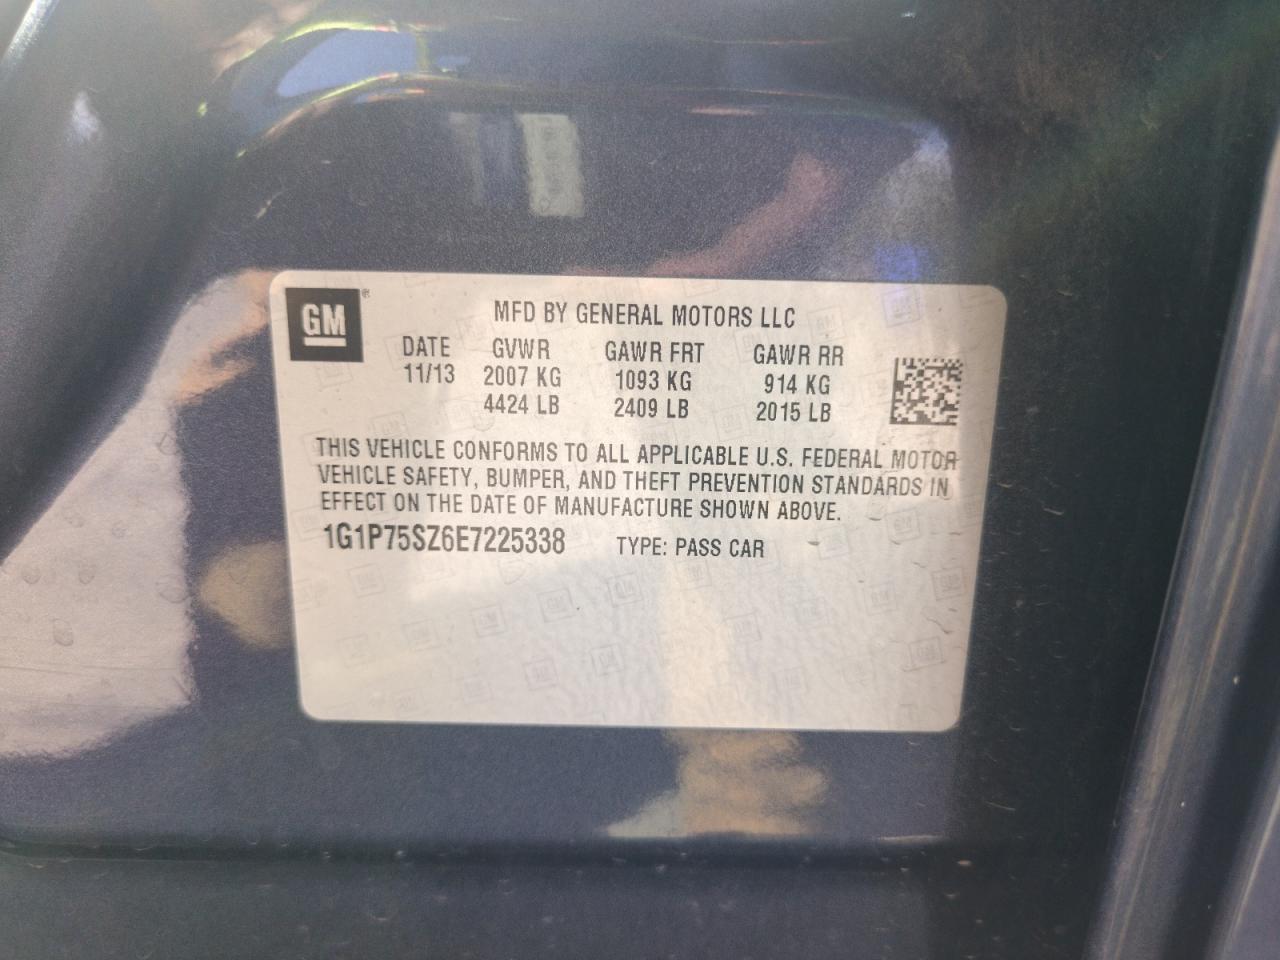 GM®
MFD BY GENERAL MOTORS LLC
DATE GVWR GAWR FRT GAWR RR
11/13 2007 KG 1093 KG 914 KG
4424 LB 2409 LB 2015 LB
THIS VEHICLE CONFORMS TO ALL APPLICABLE U.S. FEDERAL MOTOR
VEHICLE SAFETY, BUMPER, AND THEFT PREVENTION STANDARDS IN
EFFECT ON THE DATE OF MANUFACTURE SHOWN ABOVE.
1G1P75SZ6E7225338 TYPE: PASS CAR